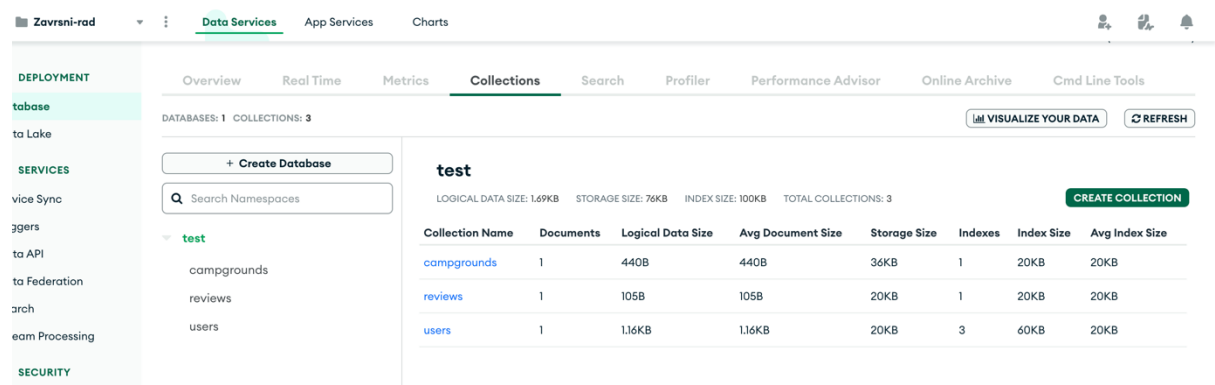 Zavrsni-rad
Data Services App Services Charts
DEPLOYMENT
tabase
ta Lake
SERVICES
vice Sync
ggers
ta API
ta Federation
arch
eam Processing
SECURITY
Overview Real Time Metrics Collections Search Profiler Performance Advisor Online Archive Cmd Line Tools
DATABASES: 1 COLLECTIONS: 3
VISUALIZE YOUR DATA
REFRESH
+ Create Database
Search Namespaces
test
campgrounds
reviews
users
test
LOGICAL DATA SIZE: 1.69KB STORAGE SIZE: 76KB INDEX SIZE: 100KB TOTAL COLLECTIONS: 3
CREATE COLLECTION
Collection Name Documents Logical Data Size Avg Document Size Storage Size Indexes Index Size Avg Index Size
campgrounds 1 440B 440B 36KB 1 20KB 20KB
reviews 1 105B 105B 20KB 1 20KB 20KB
users 1 1.16KB 1.16KB 20KB 3 60KB 20KB